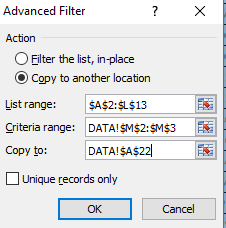 Advanced Filter
Action
Filter the list, in-place
Copy to another location
List range: $A$2:$L$13
Criteria range: DATA!$M$2:$M$3
Copy to: DATA!$A$22
Unique records only
OK Cancel